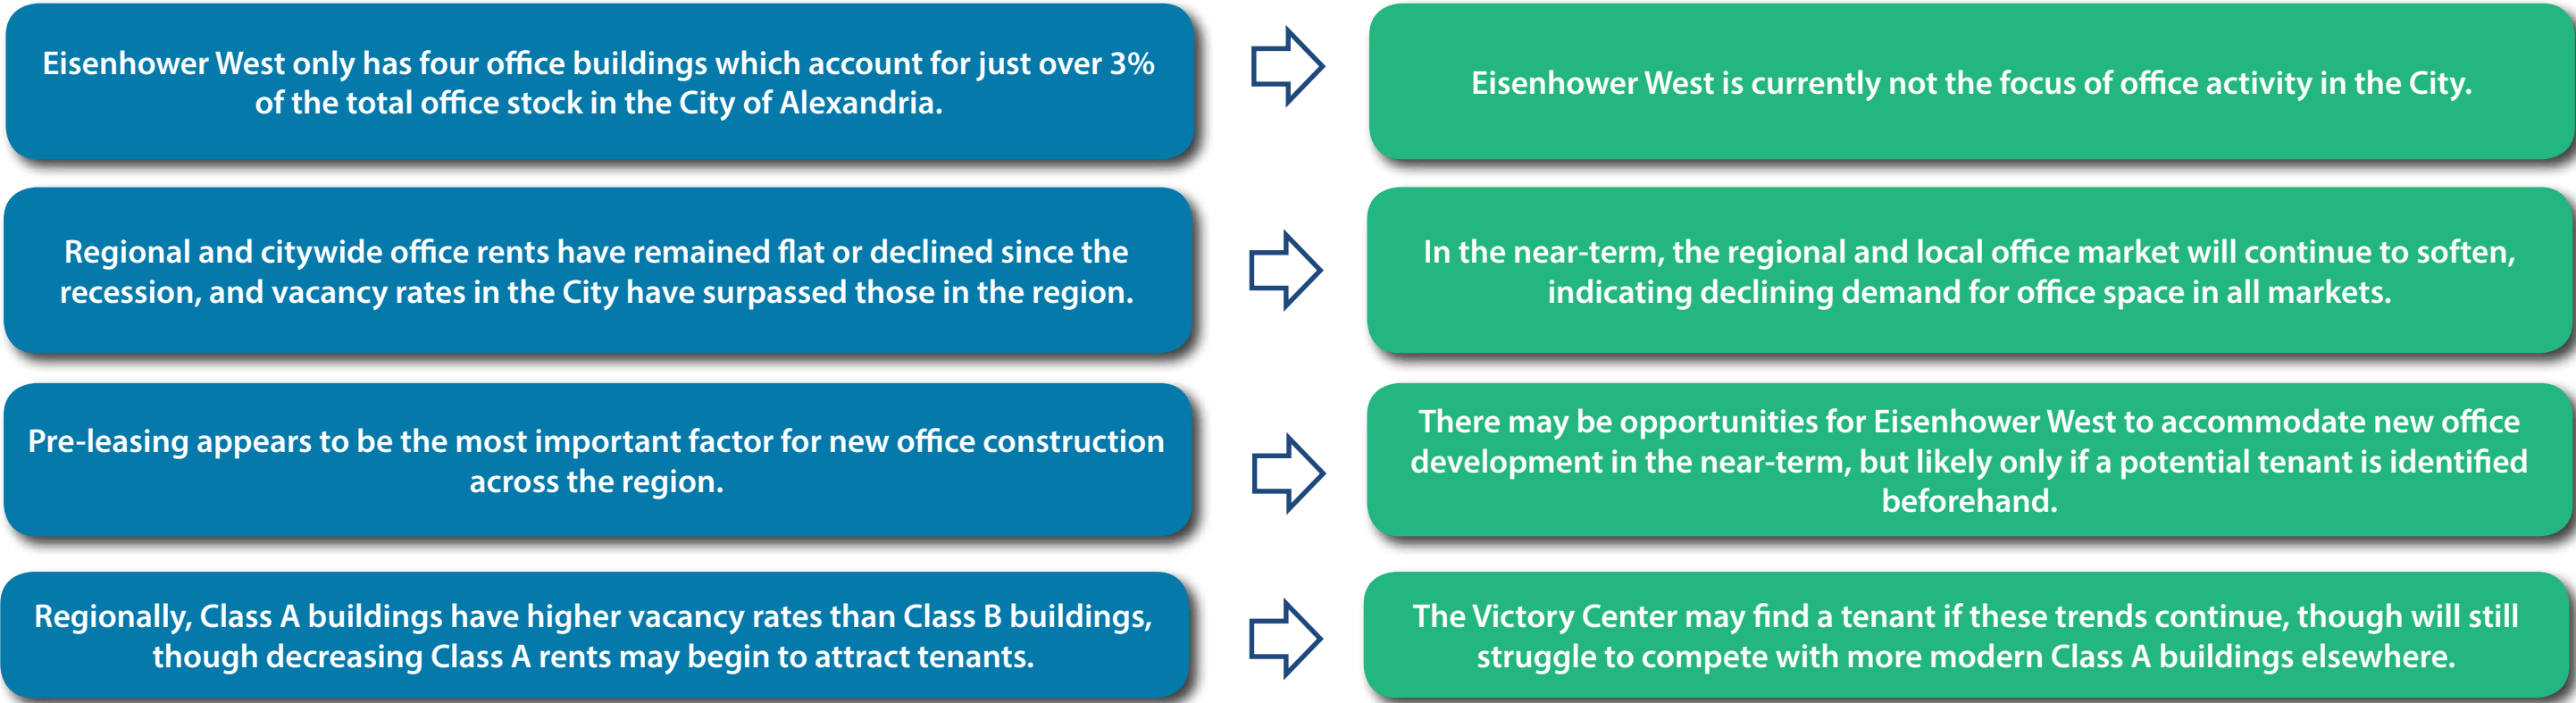 Eisenhower West only has four office buildings which account for just over 3%
of the total office stock in the City of Alexandria.
Eisenhower West is currently not the focus of office activity in the City.
Regional and citywide office rents have remained flat or declined since the
recession, and vacancy rates in the City have surpassed those in the region.
In the near-term, the regional and local office market will continue to soften,
indicating declining demand for office space in all markets.
Pre-leasing appears to be the most important factor for new office construction
across the region.
There may be opportunities for Eisenhower West to accommodate new office
development in the near-term, but likely only if a potential tenant is identified
beforehand.
Regionally, Class A buildings have higher vacancy rates than Class B buildings,
though decreasing Class A rents may begin to attract tenants.
The Victory Center may find a tenant if these trends continue, though will still
struggle to compete with more modern Class A buildings elsewhere.